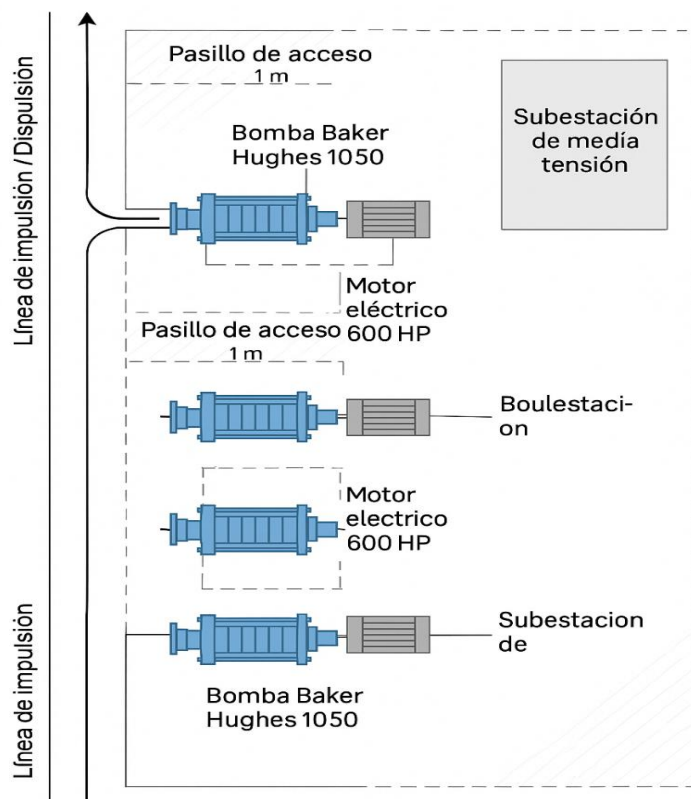 Línea de impulsión / Dispulsión
Pasillo de acceso
1 m
Subestación
de medía
tensión
Bomba Baker
Hughes 1050
Motor
eléctrico
600 HP
Pasillo de acceso
1 m
Boulestaci-
on
Motor
electrico
600 HP
Subestacion
de
Línea de impulsión
Bomba Baker
Hughes 1050